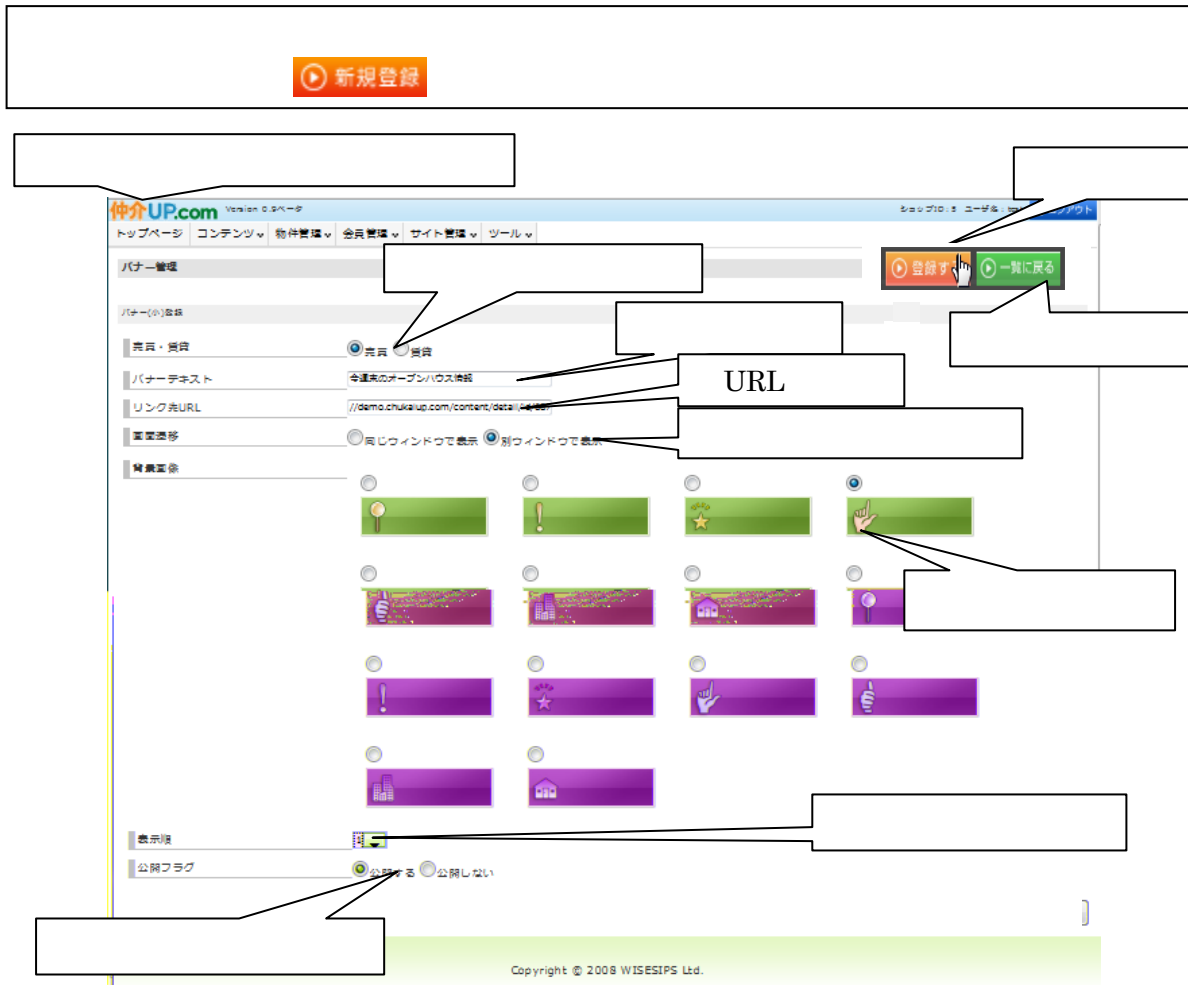 新規登録
仲介UP.com Version 0.9ベータ
ショップID:5 ユーザ名:
トップページ コンテンツ 物件管理 会員管理 サイト管理 ツール
バナー管理
登録す
一覧に戻る
バナー(小)登録
売買・賃貸
売買 賃貸
バナーテキスト
今週末のオープンハウス情報
URL
リンク先URL
//demo.chukaiup.com/content/detail/id/
画面遷移
同じウィンドウで表示 別ウィンドウで表示
背景画像
表示順
1
公開フラグ
公開する 公開しない
Copyright © 2008 WISESIPS Ltd.